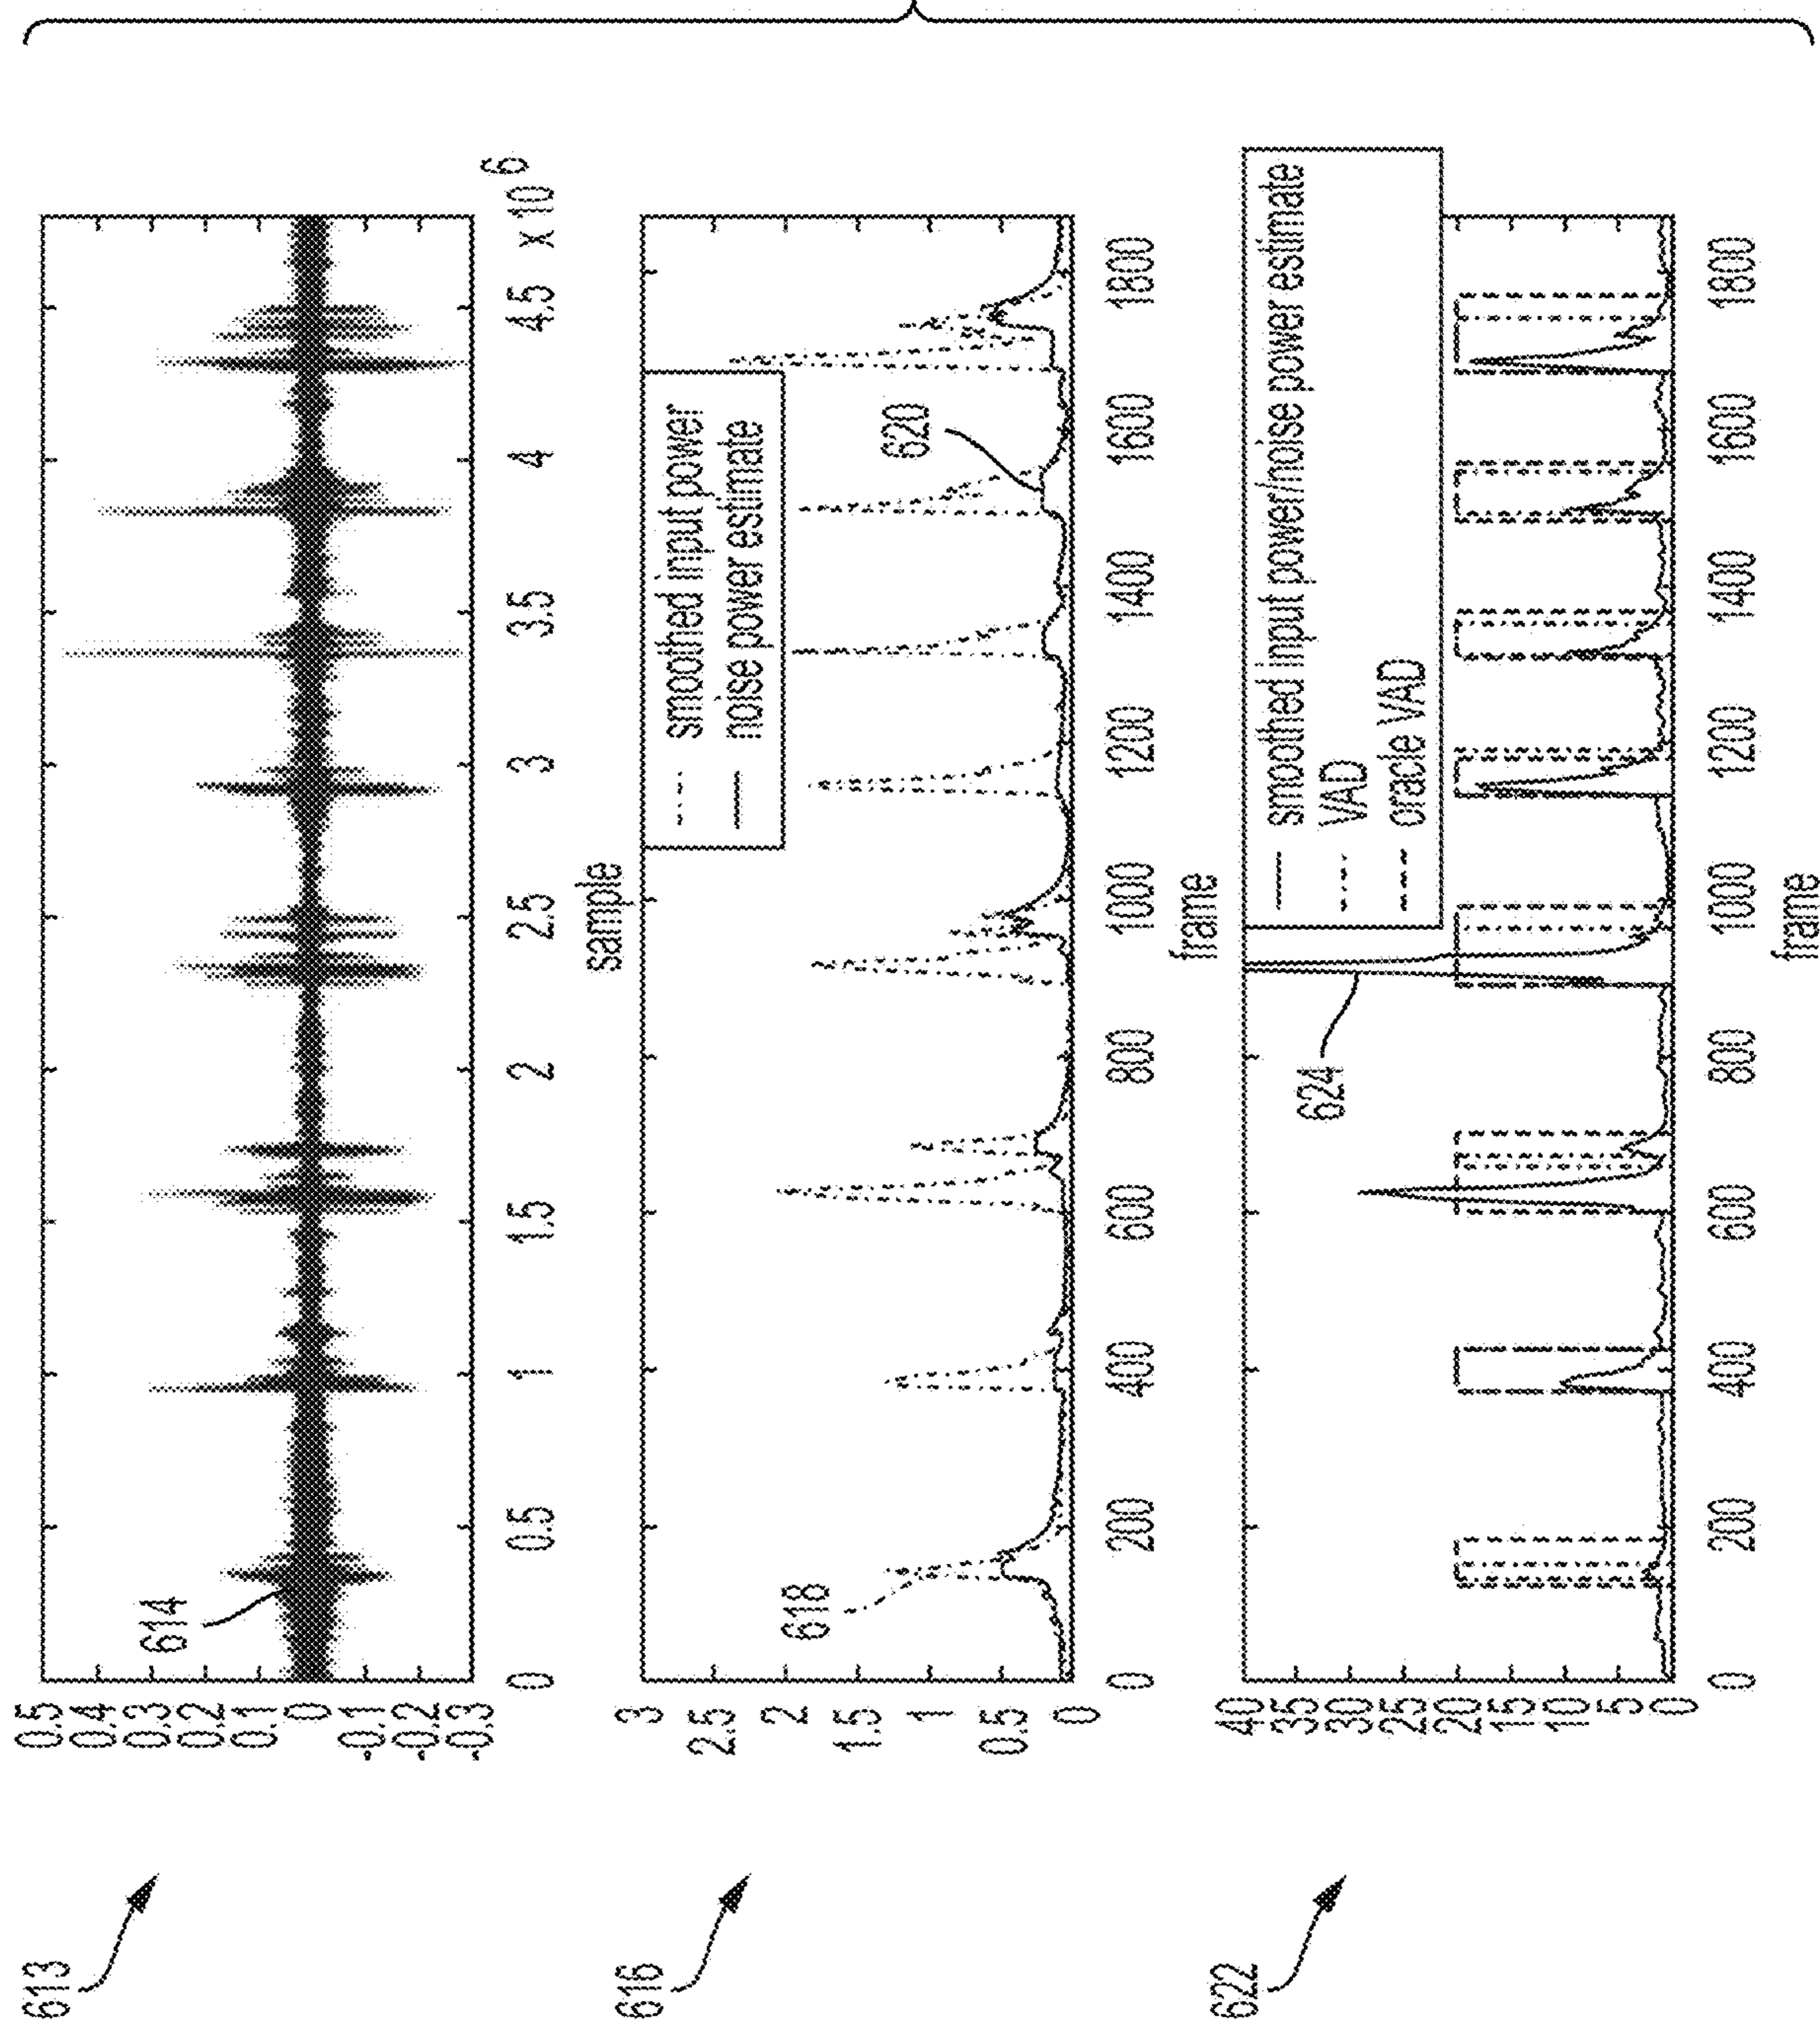 613
0.5
0.4
0.3
0.2
0.1
0
-0.1
-0.2
-0.3
614
0 0.5 1 1.5 2 2.5 3 3.5 4 4.5 x 10 6
sample
616
3
2.5
2
1.5
1
0.5
0
618
smoothed input power
noise power estimate
620
0 200 400 600 800 1000 1200 1400 1600 1800
frame
622
40
35
30
25
20
15
10
5
0
624
smoothed input power/noise power estimate
VAD
oracle VAD
0 200 400 600 800 1000 1200 1400 1600 1800
frame